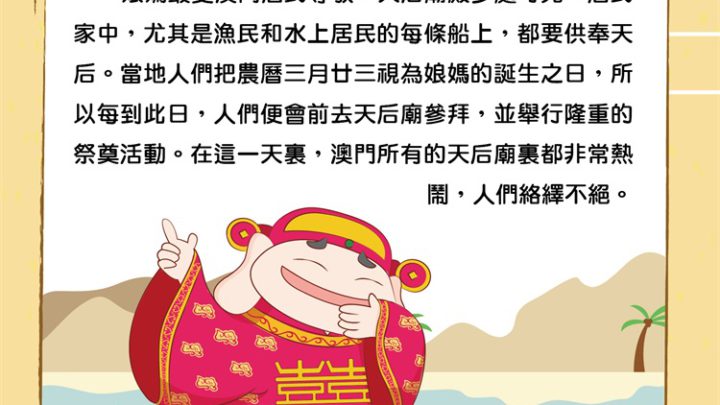 家中，尤其是漁民和水上居民的每條船上，都要供奉天
后。當地人們把農曆三月廿三視為娘媽的誕生之日，所
以每到此日，人們便會前去天后廟參拜，並舉行隆重的
祭奠活動。在這一天裏，澳門所有的天后廟裏都非常熱
鬧，人們絡繹不絕。
囍